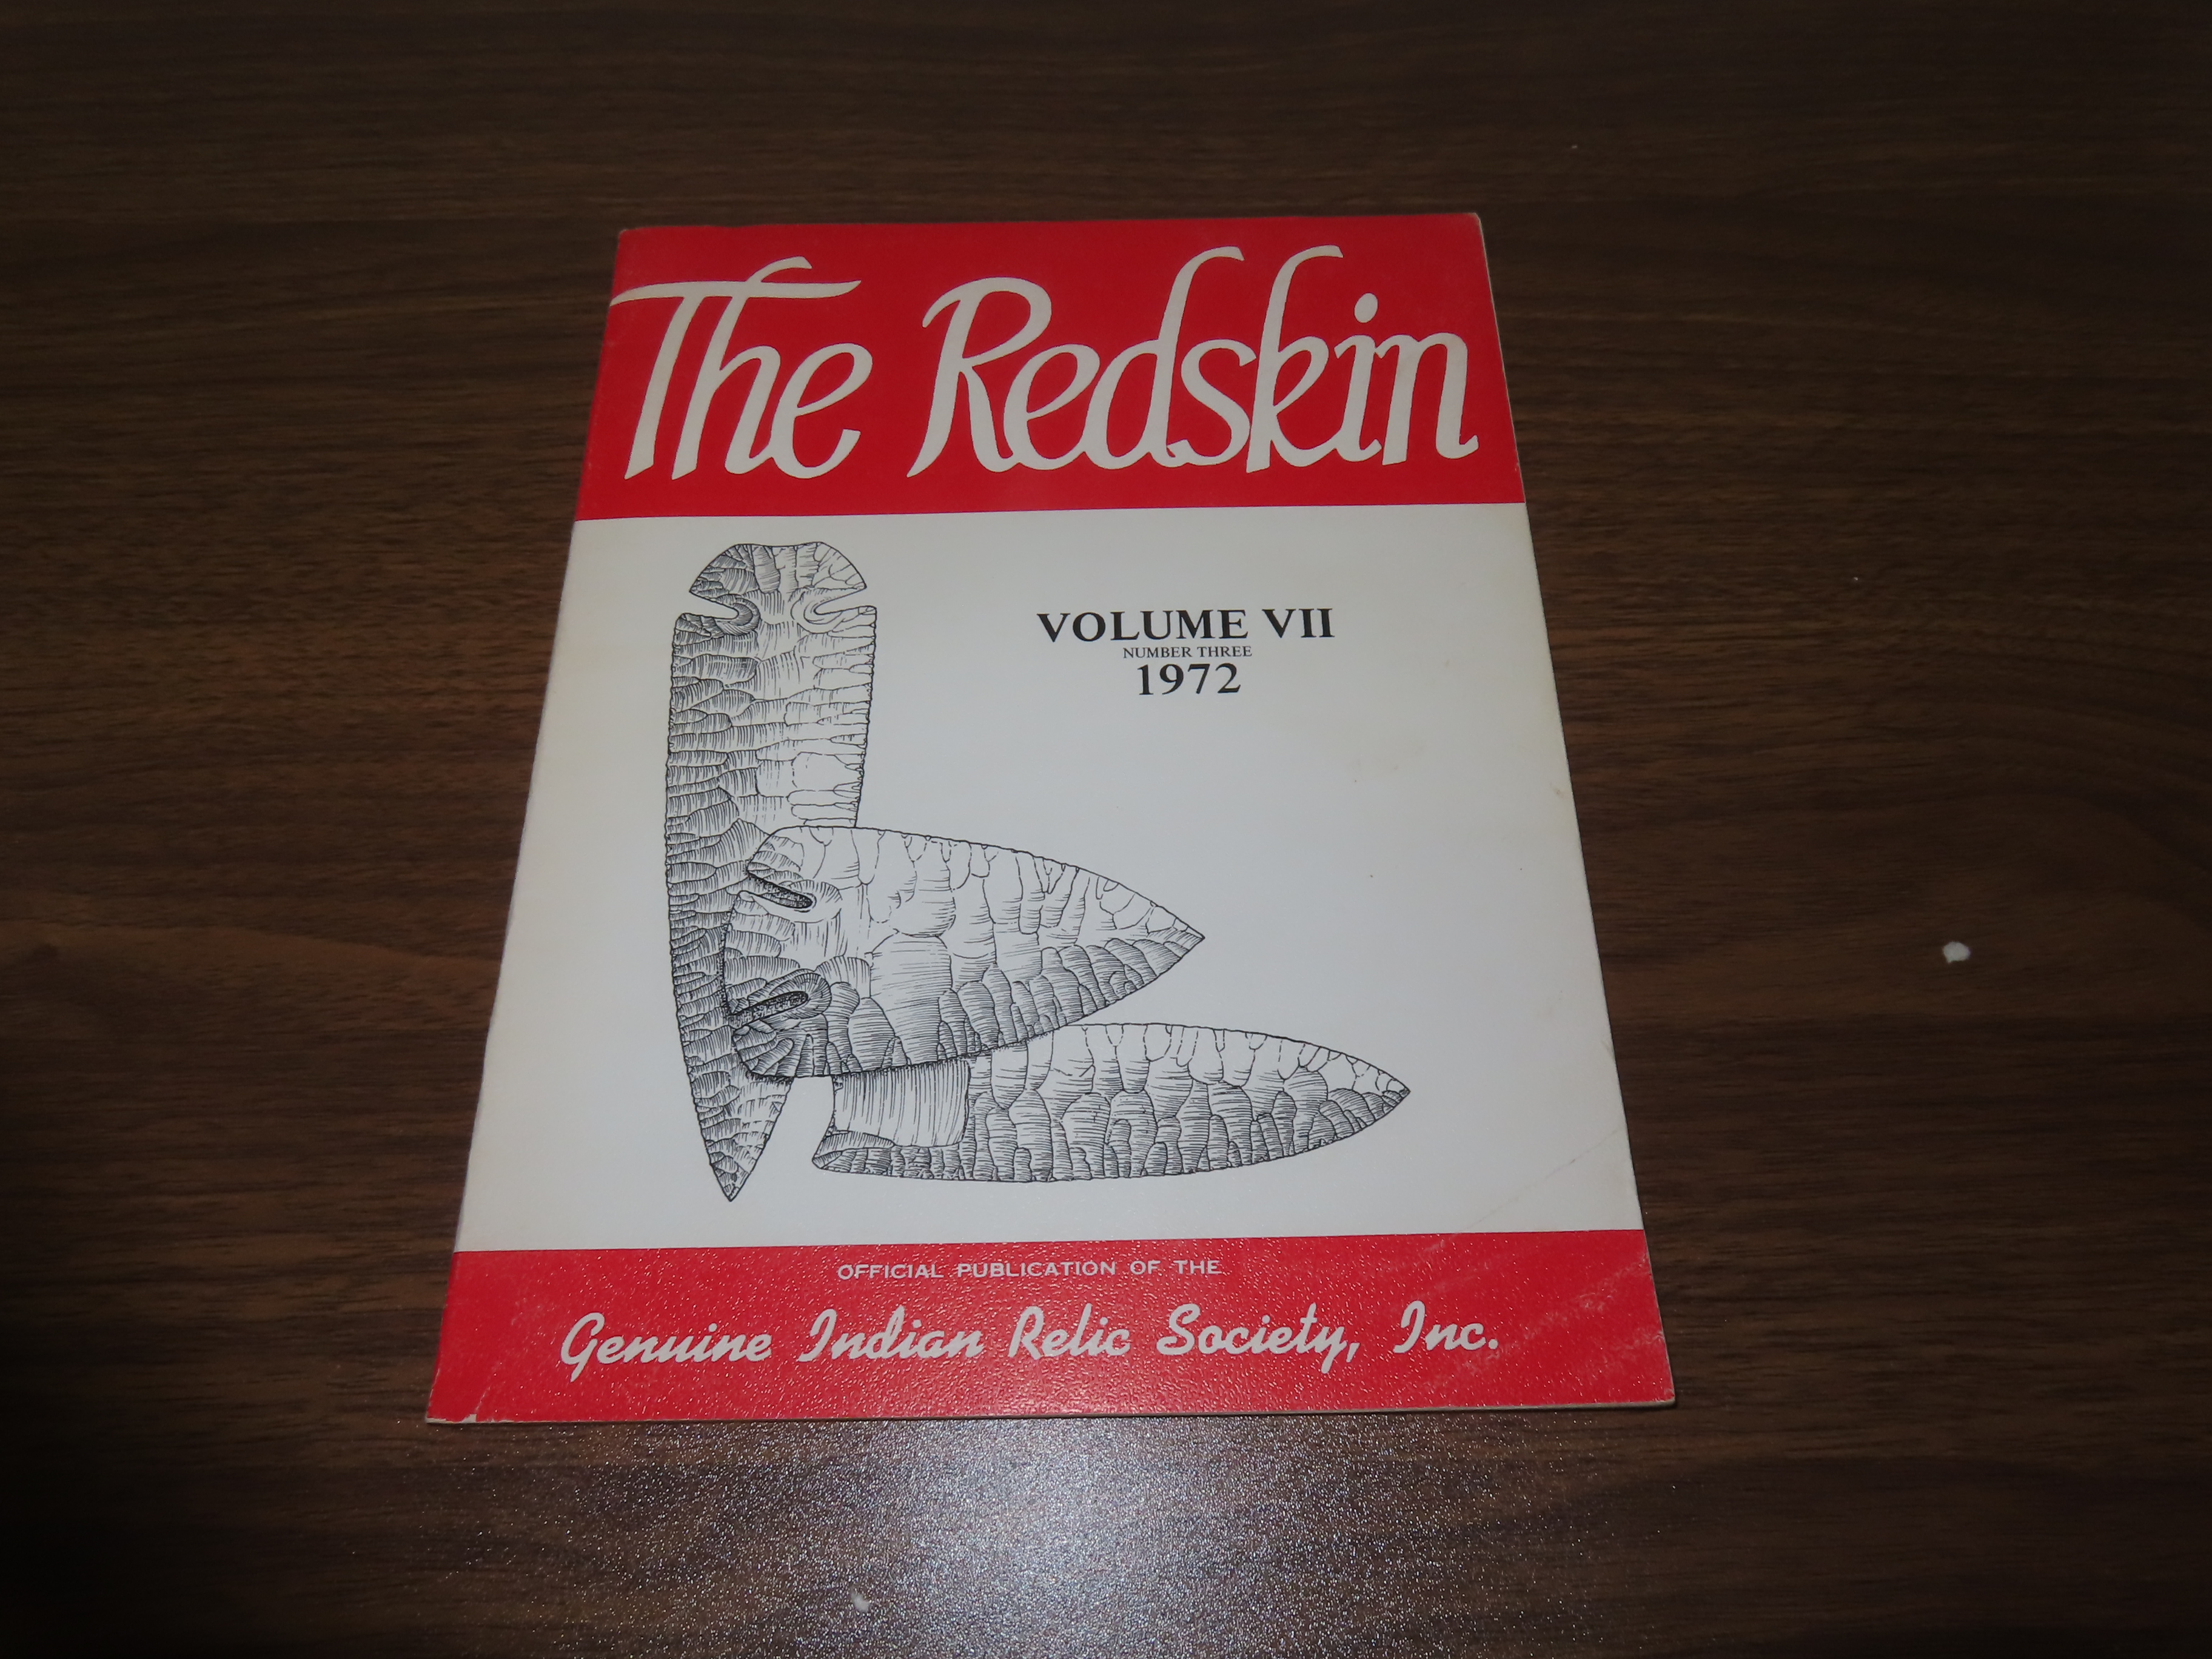 The Redskin
VOLUME VII
NUMBER THREE
1972
OFFICIAL PUBLICATION OF THE
Genuine Indian Relic Society, Inc.